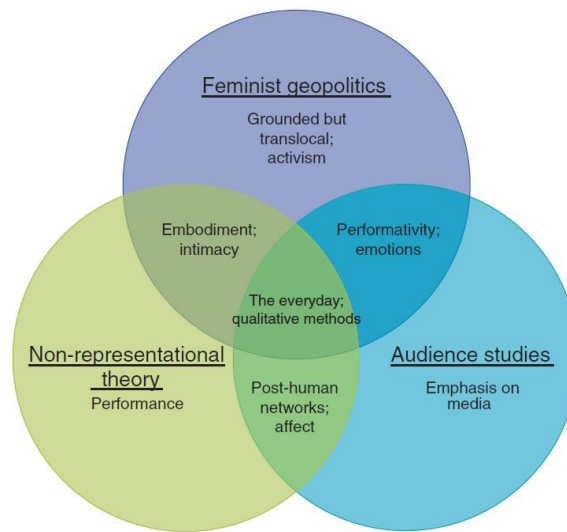 Feminist geopolitics
Grounded but
translocal;
activism
Embodiment;
intimacy
Performativity;
emotions
The everyday;
qualitative methods
Non-representational
theory
Performance
Audience studies
Emphasis on
media
Post-human
networks;
affect